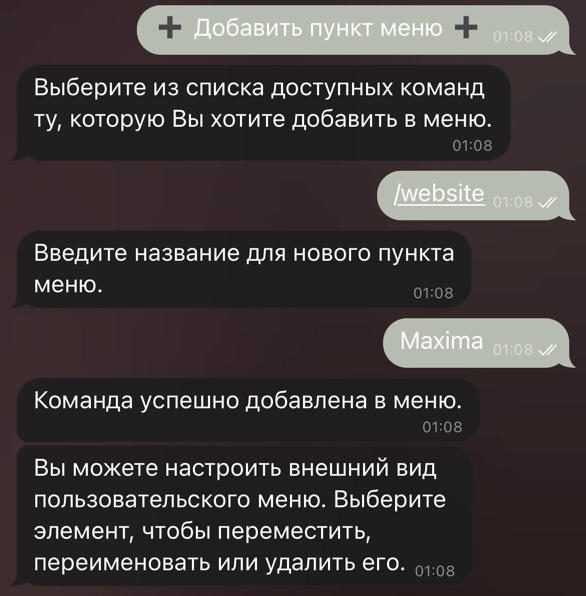 ➕ Добавить пункт меню ➕ 01:08
Выберите из списка доступных команд
ту, которую Вы хотите добавить в меню.
01:08
/website 01:08
Введите название для нового пункта
меню. 01:08
Maxima 01:08
Команда успешно добавлена в меню.
01:08
Вы можете настроить внешний вид
пользовательского меню. Выберите
элемент, чтобы переместить,
переименовать или удалить его. 01:08